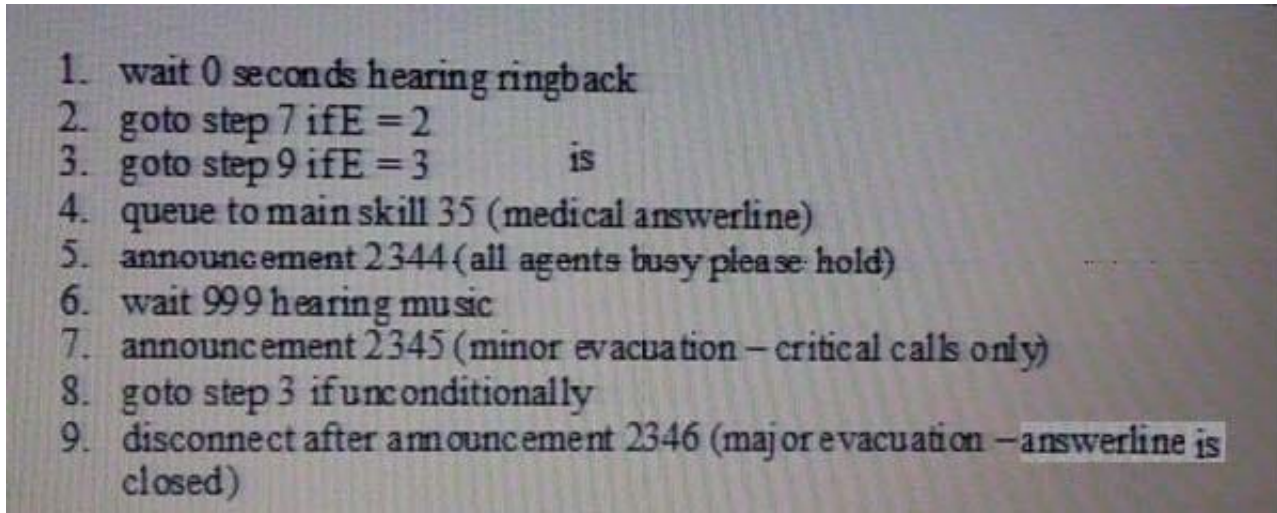 1. wait 0 seconds hearing ringback
2. goto step 7 if E = 2
3. goto step 9 if E = 3 is
4. queue to main skill 35 (medical answerline)
5. announcement 2344 (all agents busy please hold)
6. wait 999 hearing music
7. announcement 2345 (minor evacuation – critical calls only)
8. goto step 3 if unconditionally
9. disconnect after announcement 2346 (major evacuation – answerline is
closed)